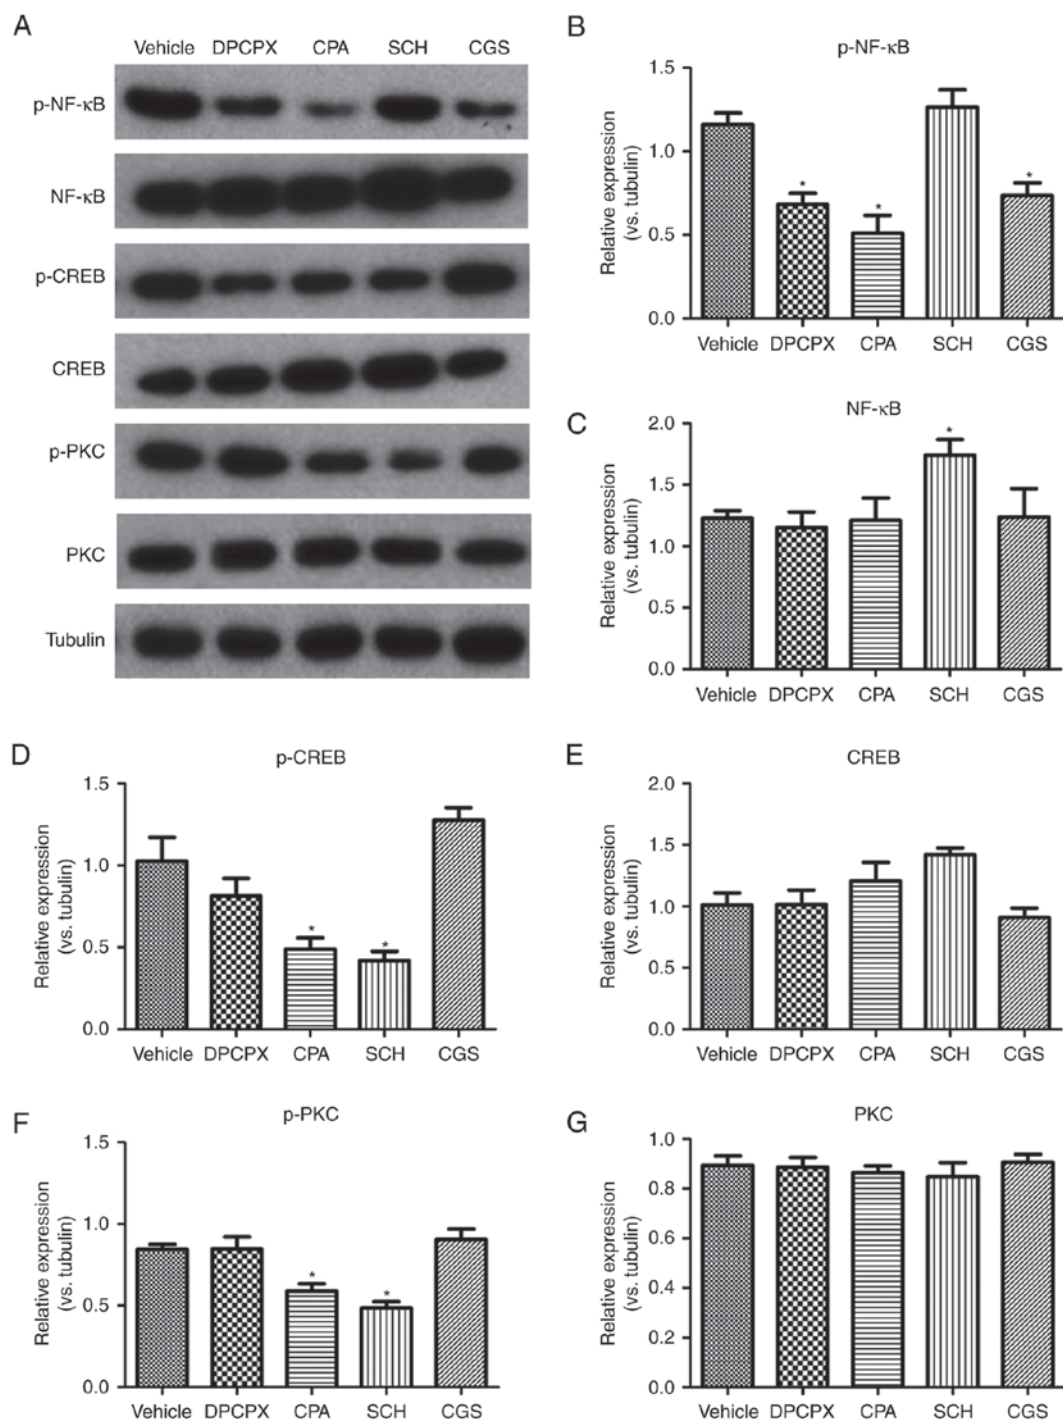 A
Vehicle DPCPX CPA SCH CGS
p-NF-κB
NF-κB
p-CREB
CREB
p-PKC
PKC
Tubulin
B
p-NF-κB
Relative expression
(vs. tubulin)
1.5
1.0
0.5
0.0
*
*
*
Vehicle DPCPX CPA SCH CGS
C
NF-κB
Relative expression
(vs. tubulin)
2.0
1.5
1.0
0.5
0.0
*
Vehicle DPCPX CPA SCH CGS
D
p-CREB
Relative expression
(vs. tubulin)
1.5
1.0
0.5
0.0
*
*
Vehicle DPCPX CPA SCH CGS
E
CREB
Relative expression
(vs. tubulin)
2.0
1.5
1.0
0.5
0.0
Vehicle DPCPX CPA SCH CGS
F
p-PKC
Relative expression
(vs. tubulin)
1.5
1.0
0.5
0.0
*
*
Vehicle DPCPX CPA SCH CGS
G
PKC
Relative expression
(vs. tubulin)
1.0
0.8
0.6
0.4
0.2
0.0
Vehicle DPCPX CPA SCH CGS